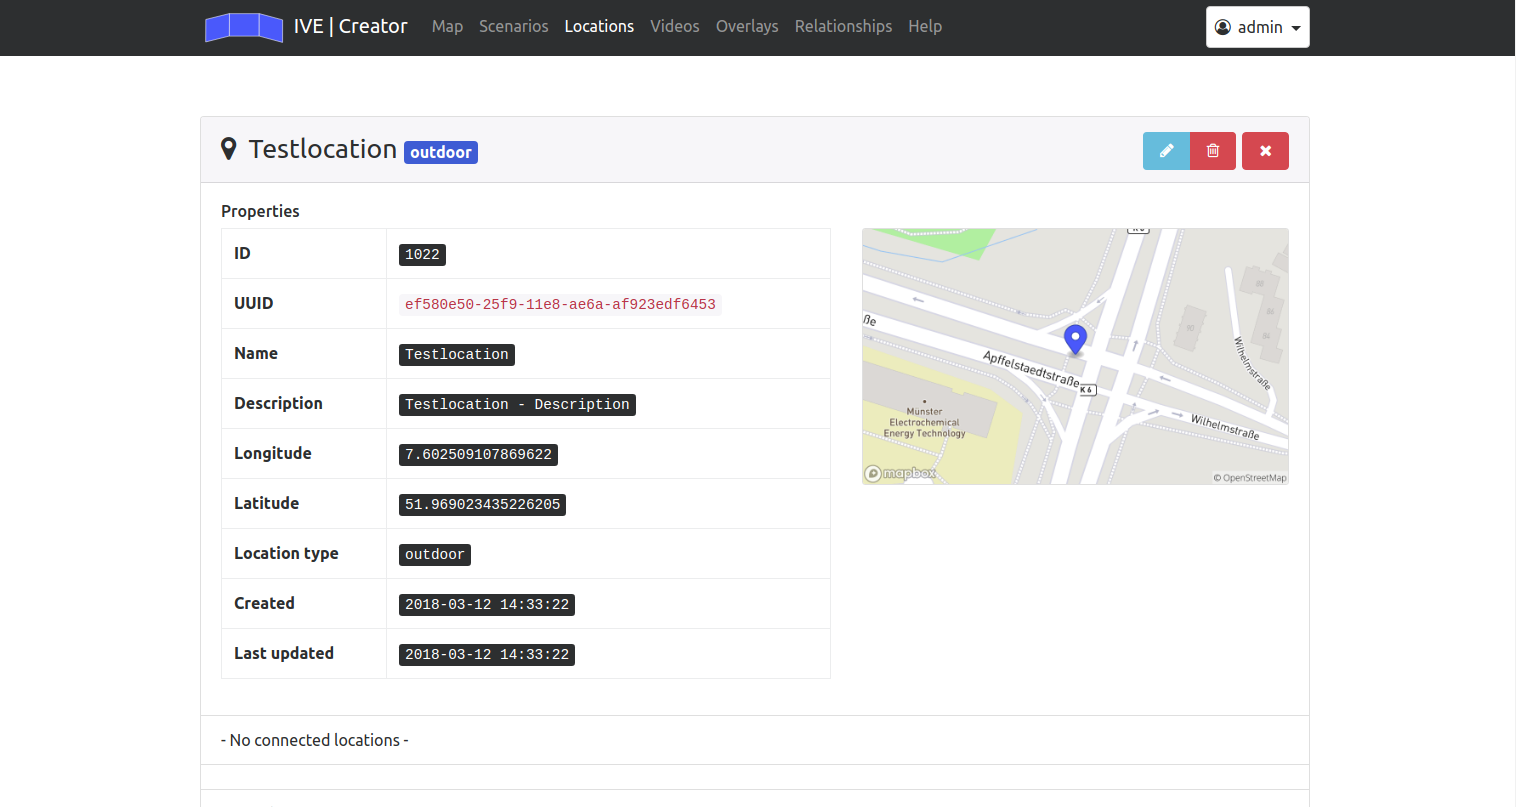 IVE | Creator Map Scenarios Locations Videos Overlays Relationships Help admin
Testlocation outdoor
Properties
ID 1022
UUID ef580e50-25f9-11e8-ae6a-af923edf6453
Name Testlocation
Description Testlocation - Description
Longitude 7.602509107869622
Latitude 51.969023435226205
Location type outdoor
Created 2018-03-12 14:33:22
Last updated 2018-03-12 14:33:22
ße
Apffelstaedtstraße
K 6
Wilhelmstraße
Wilhelmstraße
Münster
Electrochemical
Energy Technology
mapbox
© OpenStreetMap
- No connected locations -